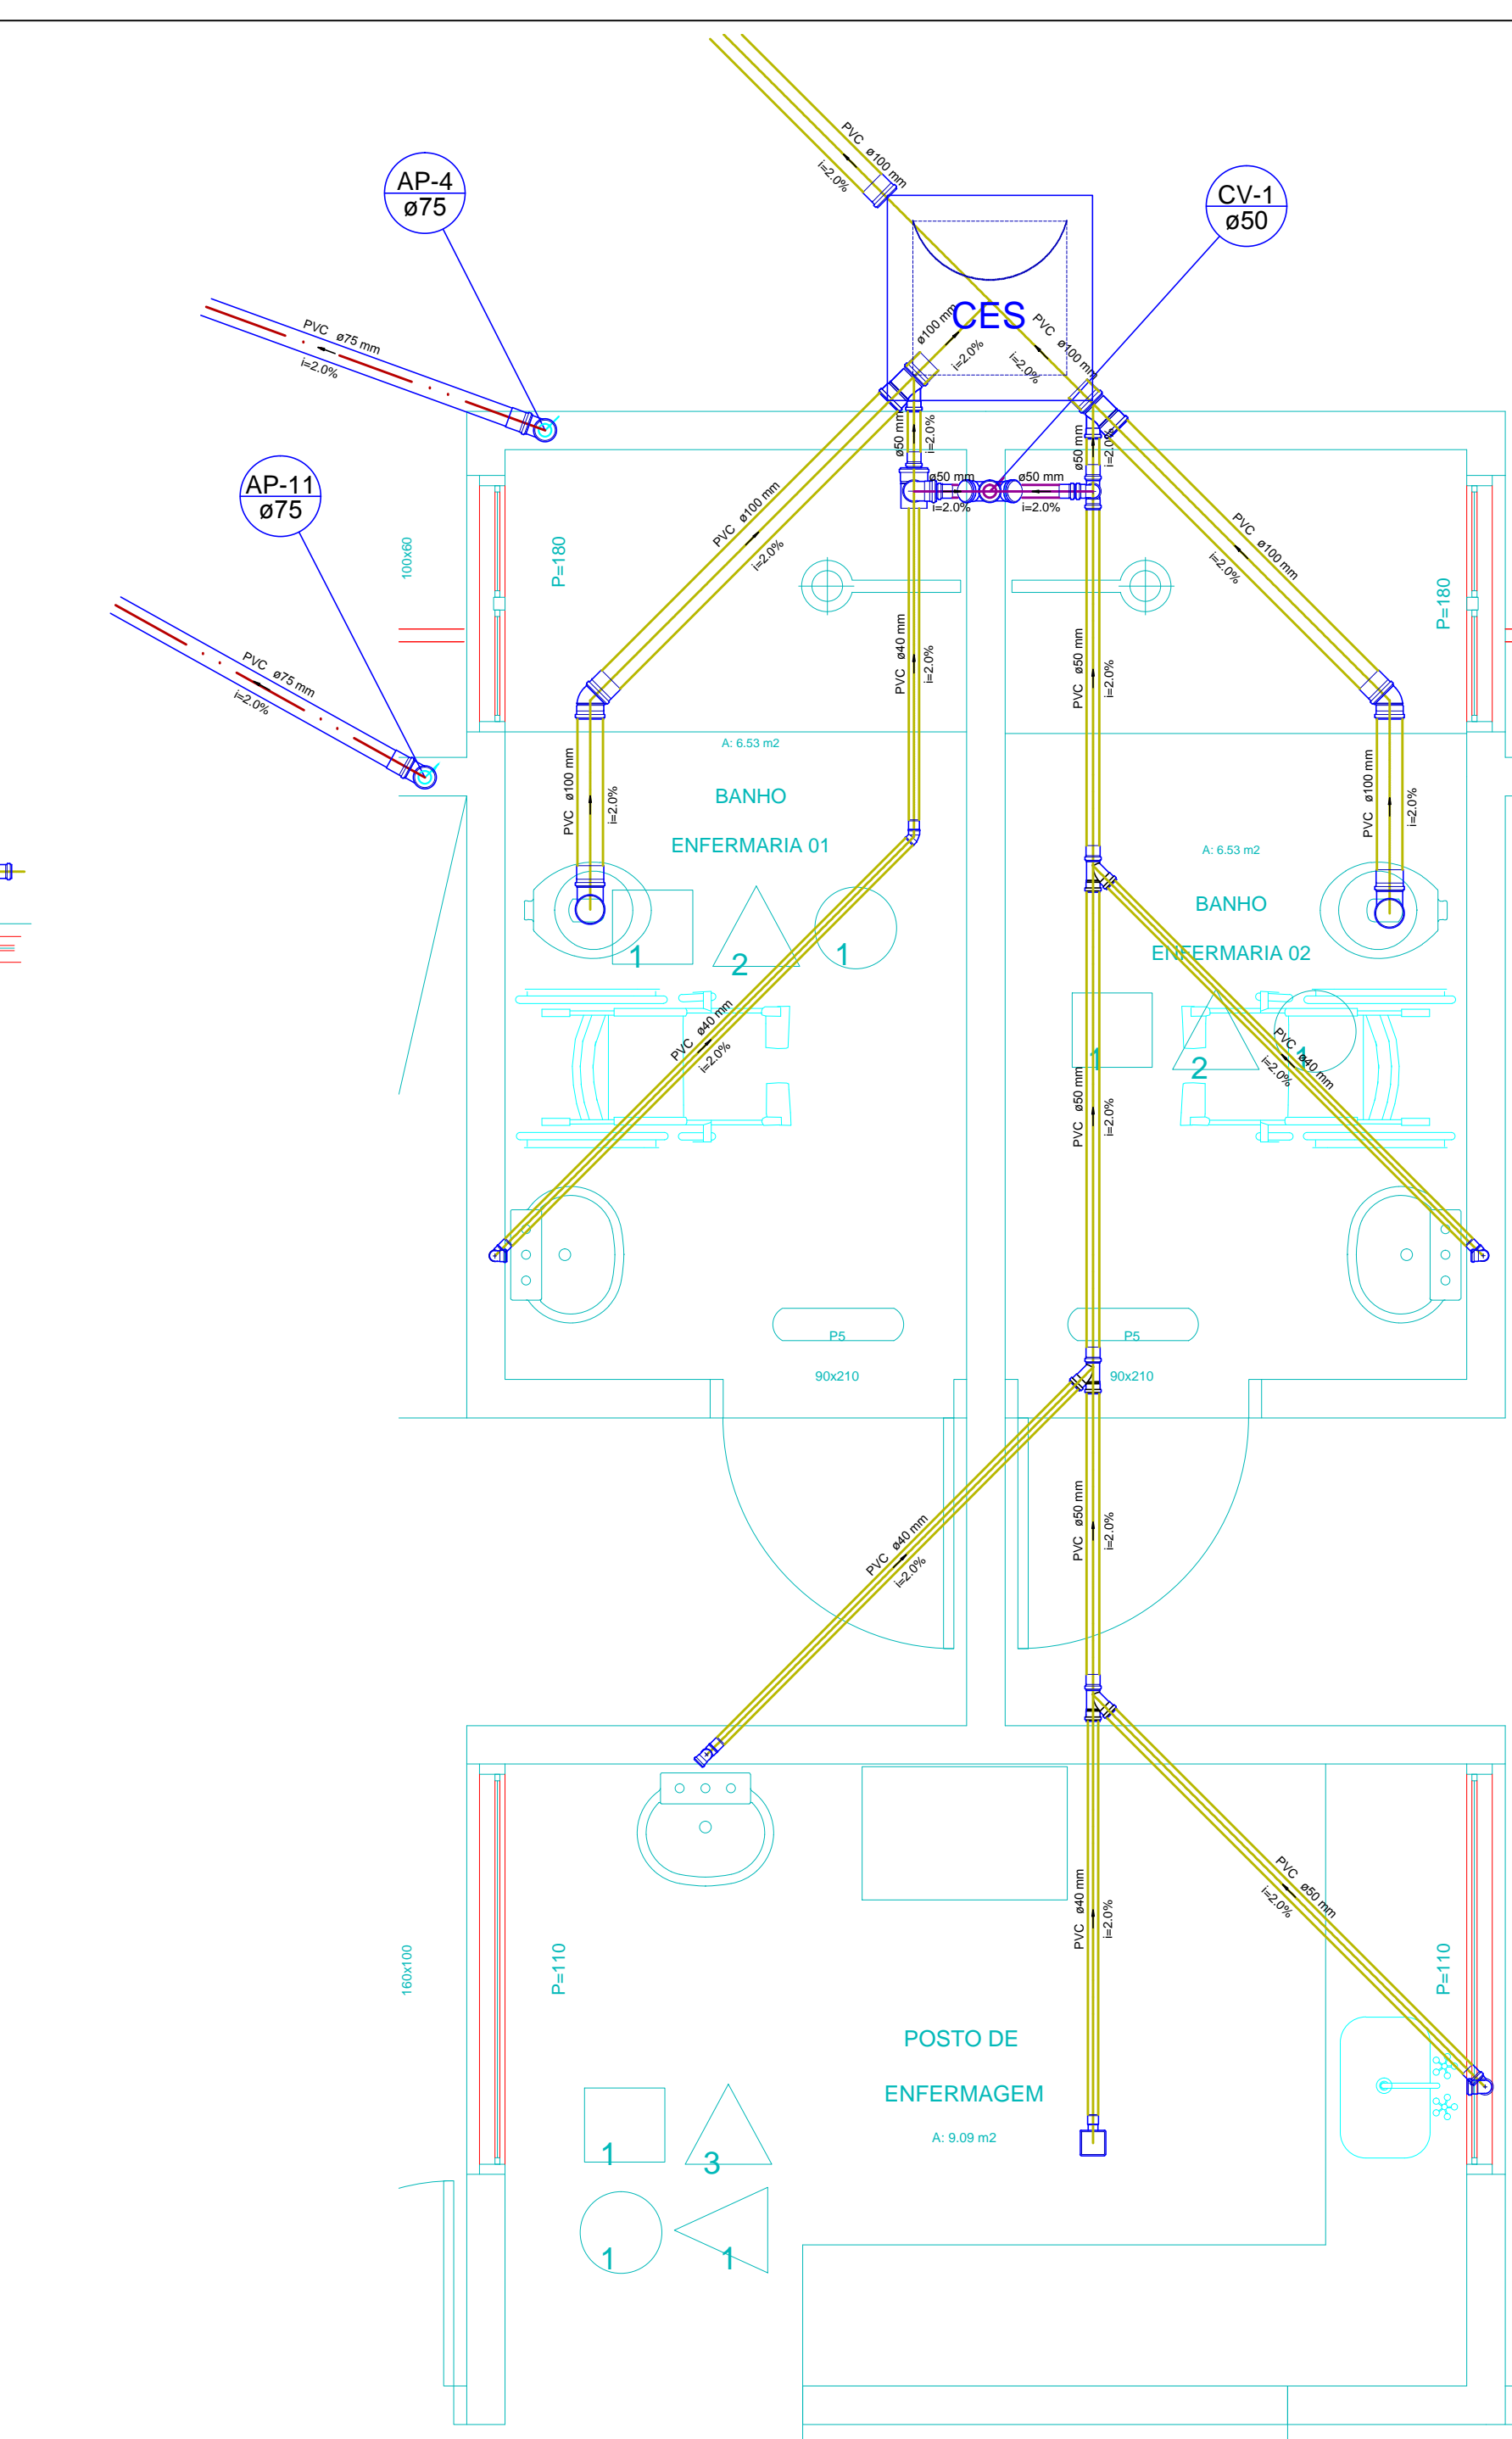 PVC ø100 mm
i=2.0%
AP-4
ø75
CV-1
ø50
PVC ø75 mm
i=2.0%
CES
ø100 mm
i=2.0%
PVC ø100 mm
i=2.0%
ø50 mm
i=2.0%
ø50 mm
i=2.0%
AP-11
ø75
ø50 mm
i=2.0%
ø50 mm
i=2.0%
PVC ø100 mm
i=2.0%
PVC ø100 mm
i=2.0%
100x60
P=180
P=180
PVC ø40 mm
i=2.0%
PVC ø50 mm
i=2.0%
PVC ø75 mm
i=2.0%
A: 6.53 m2
BANHO
ENFERMARIA 01
PVC ø100 mm
i=2.0%
PVC ø100 mm
i=2.0%
A: 6.53 m2
BANHO
ENFERMARIA 02
1
2
1
PVC ø40 mm
i=2.0%
1
2
1
PVC ø40 mm
i=2.0%
PVC ø50 mm
i=2.0%
P5
90x210
P5
90x210
PVC ø40 mm
i=2.0%
PVC ø50 mm
i=2.0%
PVC ø40 mm
i=2.0%
PVC ø50 mm
i=2.0%
160x100
P=110
P=110
POSTO DE
ENFERMAGEM
A: 9.09 m2
1
3
1
1